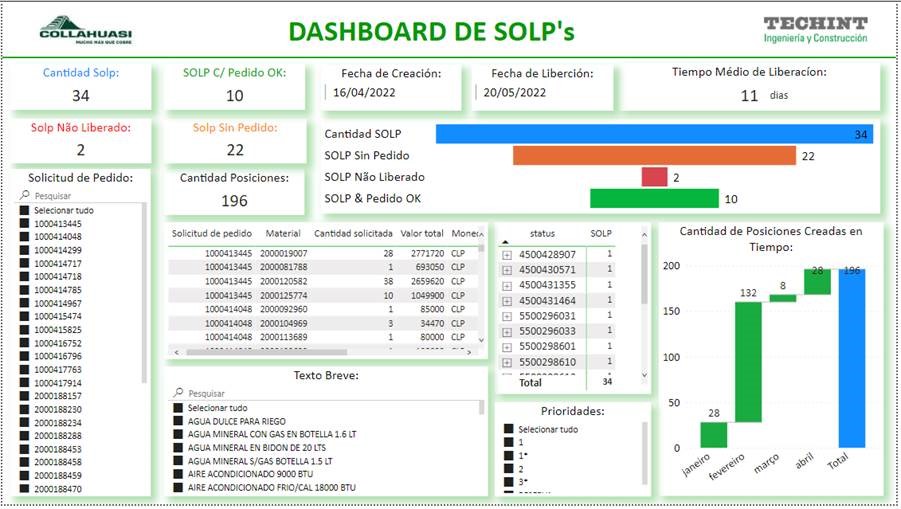 COLLAHUASI
MUCHO MÁS QUE COBRE
DASHBOARD DE SOLP's
TECHINT
Ingeniería y Construcción
Cantidad Solp:
34
SOLP C/ Pedido OK:
10
Fecha de Creación:
16/04/2022
Fecha de Liberción:
20/05/2022
Tiempo Médio de Liberacíon:
11 dias
Solp Não Liberado:
2
Solp Sin Pedido:
22
Cantidad SOLP
34
SOLP Sin Pedido
22
SOLP Não Liberado
2
SOLP & Pedido OK
10
Solicitud de Pedido:
Pesquisar
Selecionar tudo
1000413445
1000414048
1000414299
1000414717
1000414718
1000414785
1000414967
1000415474
1000415825
1000416752
1000416796
1000417763
1000417914
2000188157
2000188230
2000188234
2000188288
2000188453
2000188458
2000188459
2000188470
Cantidad Posiciones:
196
Solicitud de pedido Material Cantidad solicitada Valor total Mone
1000413445 2000019007 28 2771720 CLP
1000413445 2000081788 1 693050 CLP
1000413445 2000120582 38 2659620 CLP
1000413445 2000125774 10 1049900 CLP
1000414048 2000092960 1 85000 CLP
1000414048 2000104969 3 34470 CLP
1000414048 2000113689 1 80000 CLP
Texto Breve:
Pesquisar
Selecionar tudo
AGUA DULCE PARA RIEGO
AGUA MINERAL CON GAS EN BOTELLA 1.6 LT
AGUA MINERAL EN BIDON DE 20 LTS
AGUA MINERAL S/GAS BOTELLA 1.5 LT
AIRE ACONDICIONADO 9000 BTU
AIRE ACONDICIONADO FRIO/CAL 18000 BTU
status SOLP
4500428907 1
4500430571 1
4500431355 1
4500431464 1
5500296031 1
5500296033 1
5500298601 1
5500298610 1
Total 34
Prioridades:
Selecionar tudo
1
1*
2
3*
Cantidad de Posiciones Creadas en
Tiempo:
200
150
100
50
0
28
132
8
28
196
janeiro
fevereiro
março
abril
Total